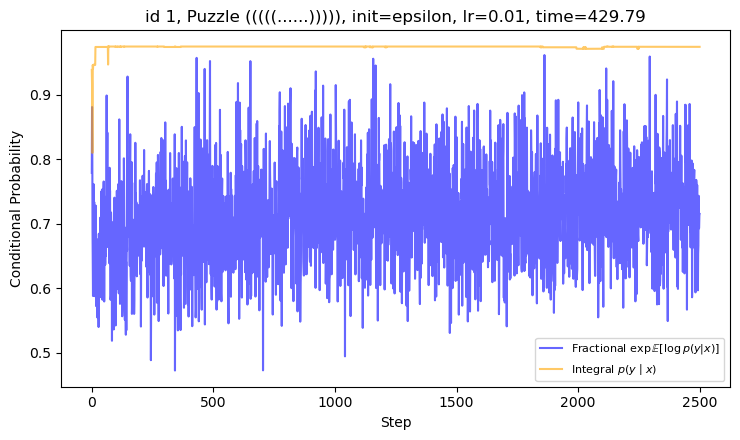 id 1, Puzzle (((((......))))), init=epsilon, lr=0.01, time=429.79
Conditional Probability
0.9
0.8
0.7
0.6
0.5
0
500
1000
1500
2000
2500
Step
Fractional exp 𝔼[log p(y|x)]
Integral p(y | x)